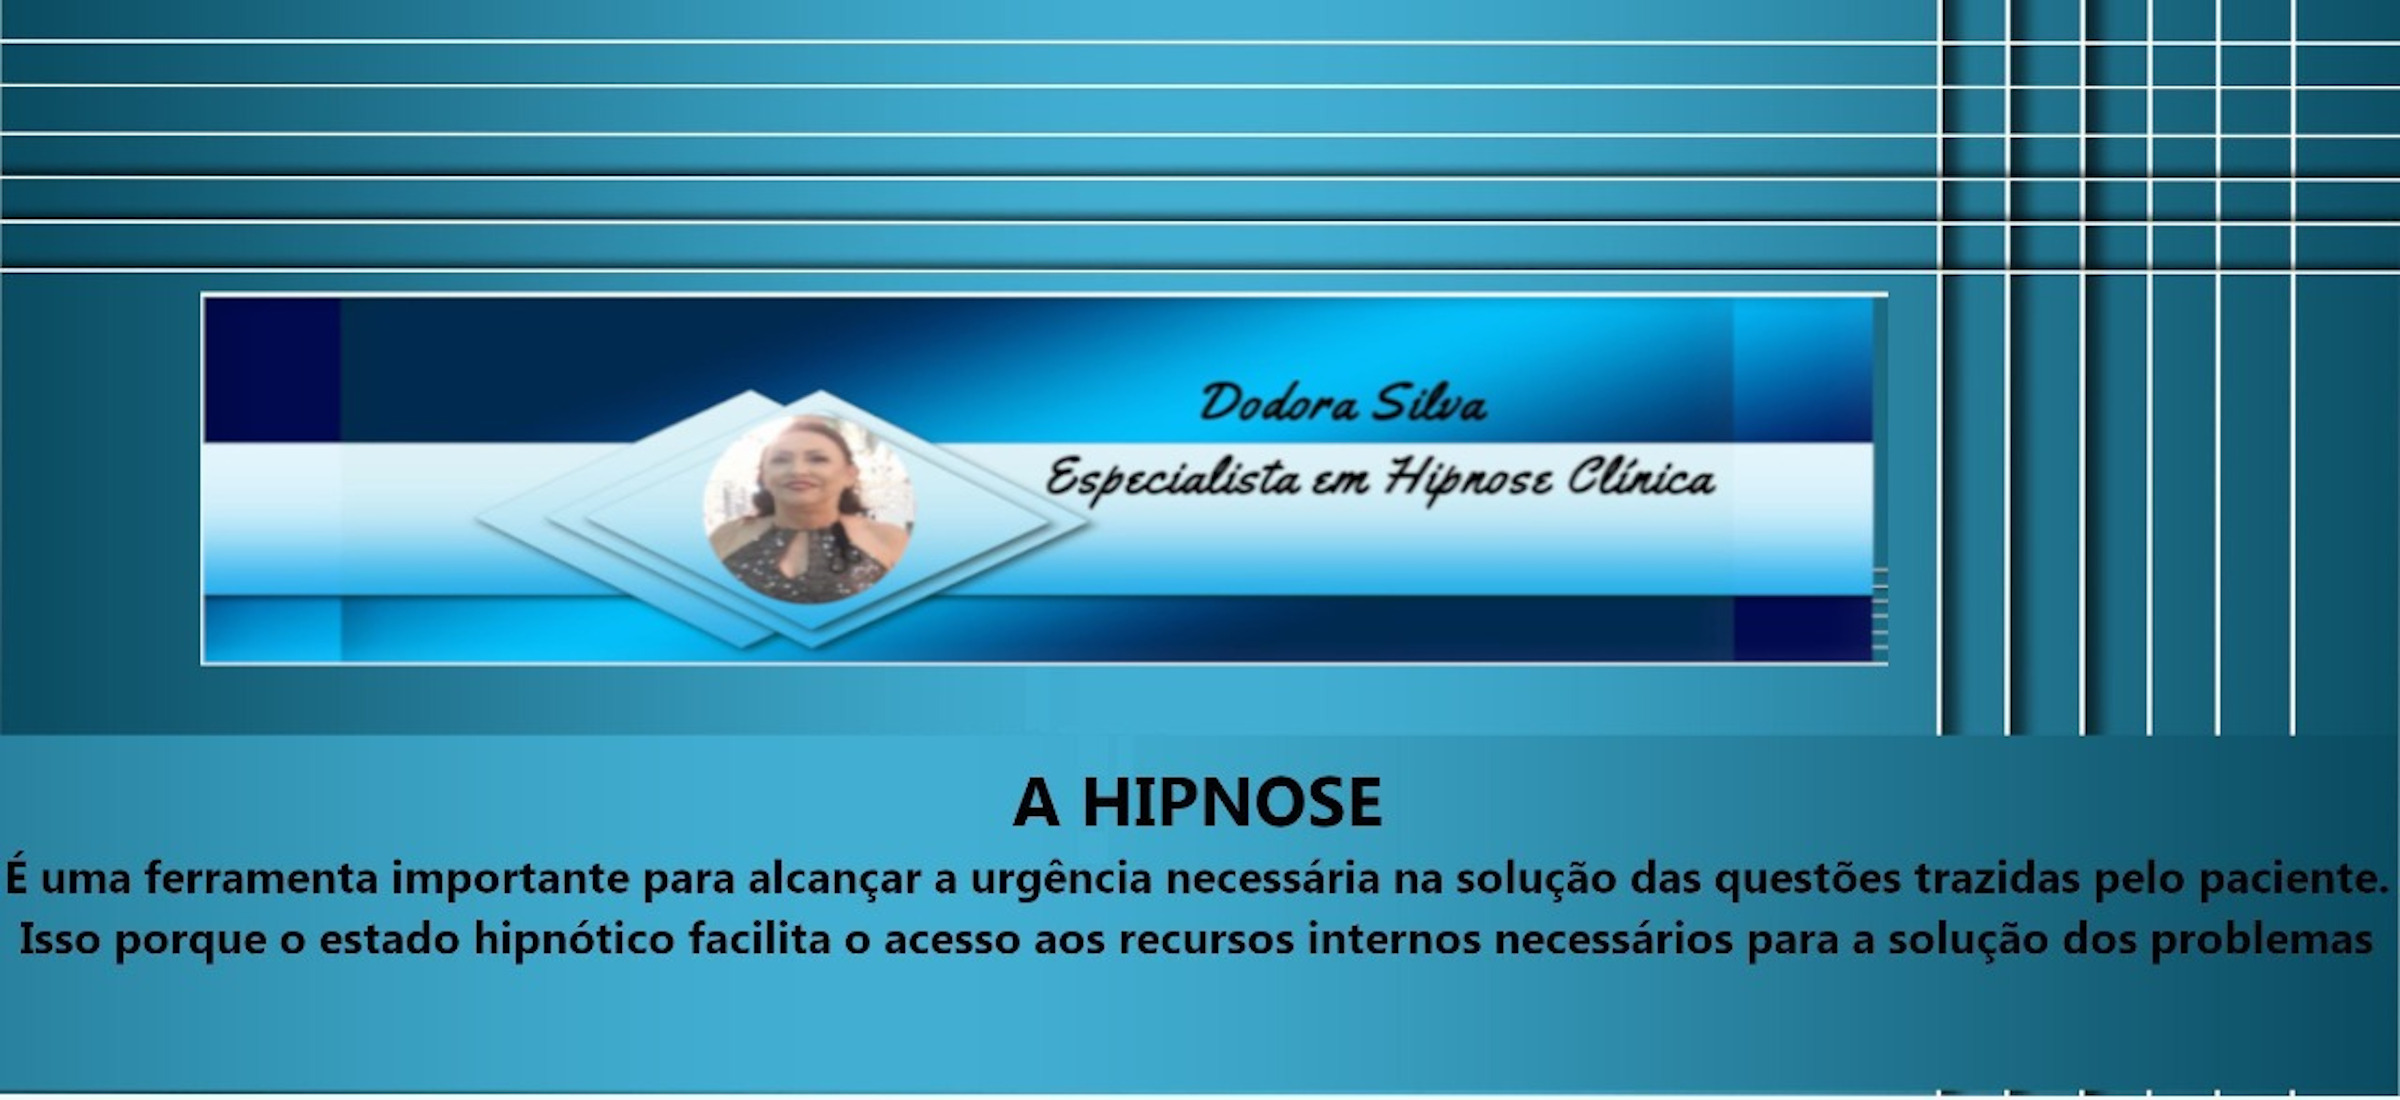 Dodora Silva
Especialista em Hipnose Clínica
A HIPNOSE
É uma ferramenta importante para alcançar a urgência necessária na solução das questões trazidas pelo paciente.
Isso porque o estado hipnótico facilita o acesso aos recursos internos necessários para a solução dos problemas